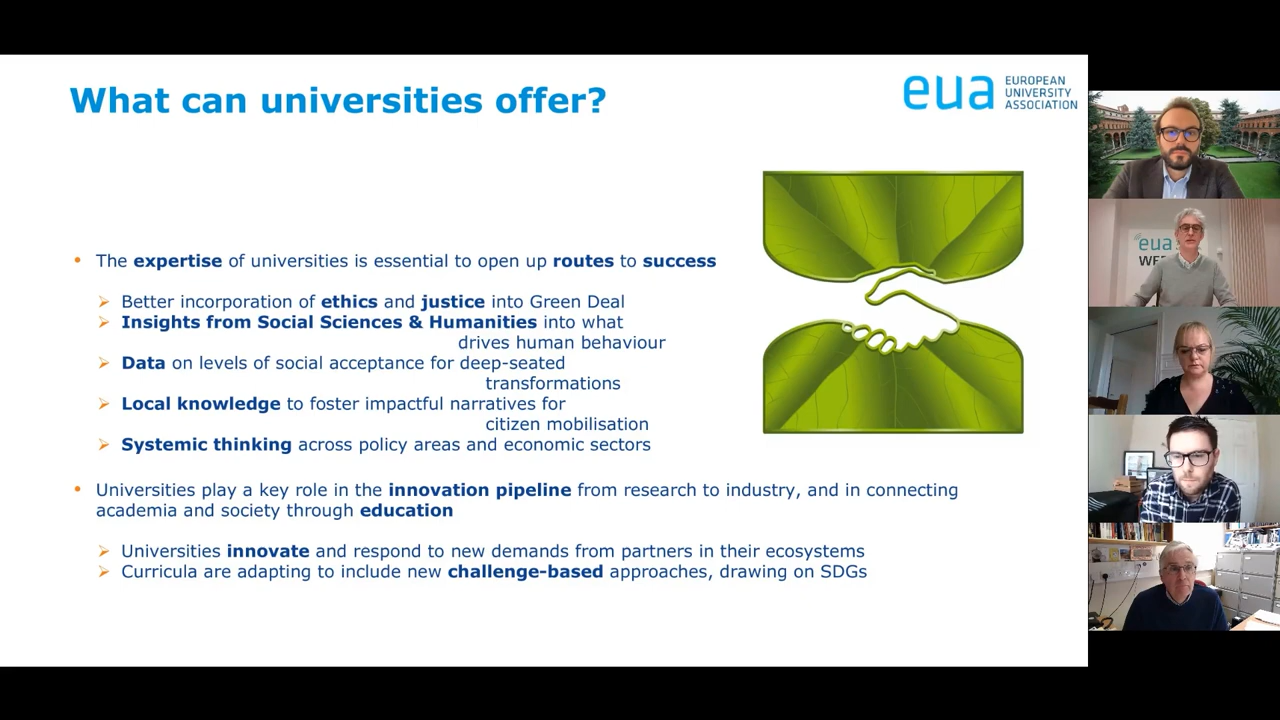 What can universities offer?
eua EUROPEAN
UNIVERSITY
ASSOCIATION
• The expertise of universities is essential to open up routes to success
➢ Better incorporation of ethics and justice into Green Deal
➢ Insights from Social Sciences & Humanities into what
drives human behaviour
➢ Data on levels of social acceptance for deep-seated
transformations
➢ Local knowledge to foster impactful narratives for
citizen mobilisation
➢ Systemic thinking across policy areas and economic sectors
• Universities play a key role in the innovation pipeline from research to industry, and in connecting
academia and society through education
➢ Universities innovate and respond to new demands from partners in their ecosystems
➢ Curricula are adapting to include new challenge-based approaches, drawing on SDGs
eua